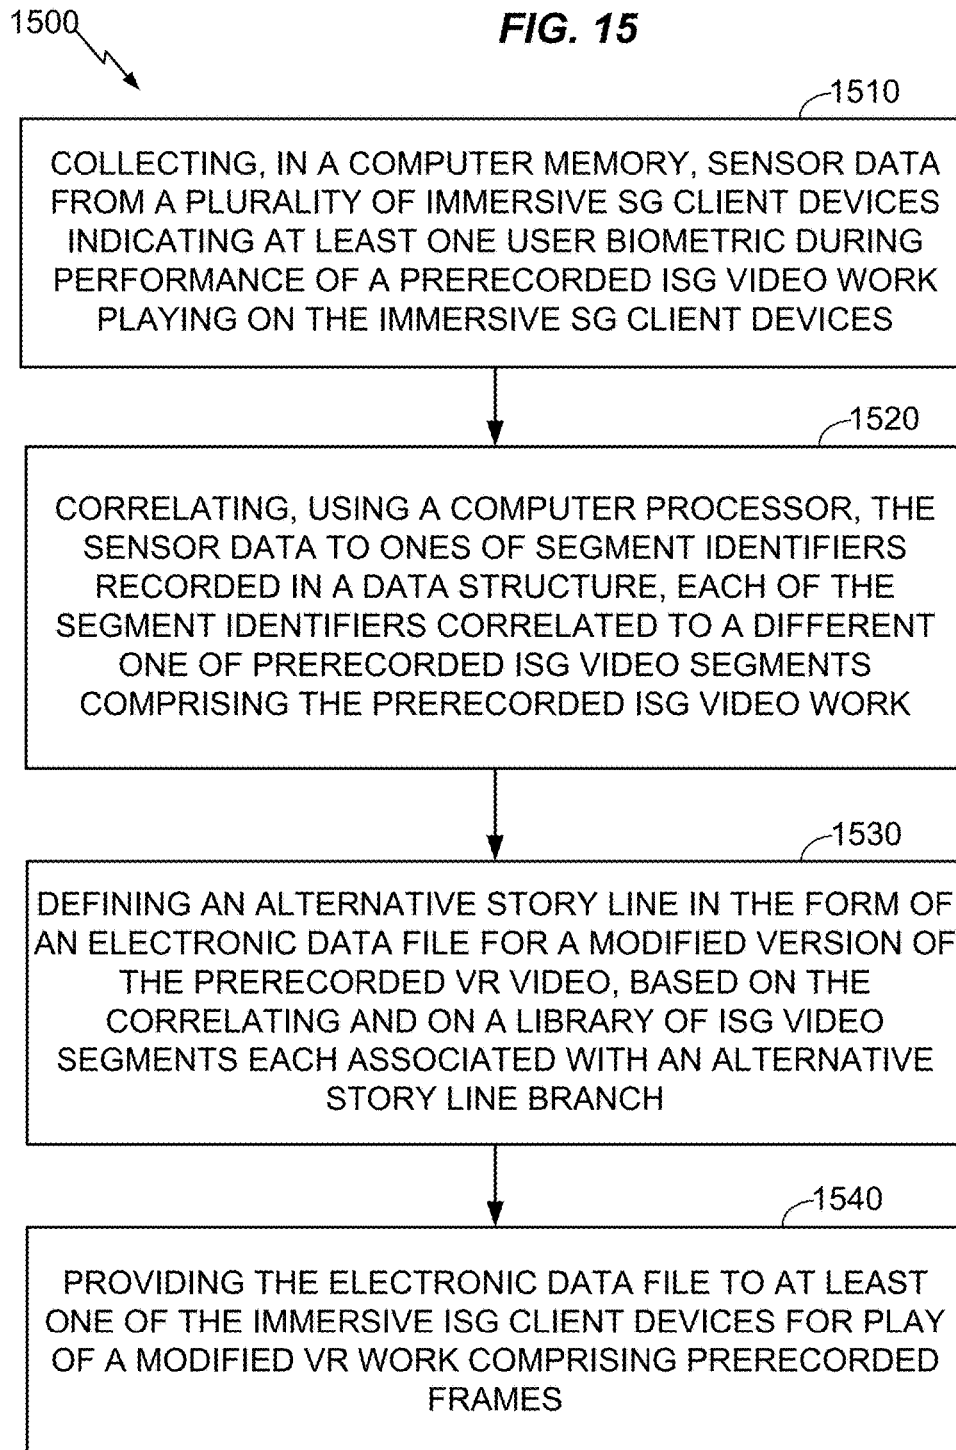 1500
FIG. 15
1510
COLLECTING, IN A COMPUTER MEMORY, SENSOR DATA
FROM A PLURALITY OF IMMERSIVE SG CLIENT DEVICES
INDICATING AT LEAST ONE USER BIOMETRIC DURING
PERFORMANCE OF A PRERECORDED ISG VIDEO WORK
PLAYING ON THE IMMERSIVE SG CLIENT DEVICES
1520
CORRELATING, USING A COMPUTER PROCESSOR, THE
SENSOR DATA TO ONES OF SEGMENT IDENTIFIERS
RECORDED IN A DATA STRUCTURE, EACH OF THE
SEGMENT IDENTIFIERS CORRELATED TO A DIFFERENT
ONE OF PRERECORDED ISG VIDEO SEGMENTS
COMPRISING THE PRERECORDED ISG VIDEO WORK
1530
DEFINING AN ALTERNATIVE STORY LINE IN THE FORM OF
AN ELECTRONIC DATA FILE FOR A MODIFIED VERSION OF
THE PRERECORDED VR VIDEO, BASED ON THE
CORRELATING AND ON A LIBRARY OF ISG VIDEO
SEGMENTS EACH ASSOCIATED WITH AN ALTERNATIVE
STORY LINE BRANCH
1540
PROVIDING THE ELECTRONIC DATA FILE TO AT LEAST
ONE OF THE IMMERSIVE ISG CLIENT DEVICES FOR PLAY
OF A MODIFIED VR WORK COMPRISING PRERECORDED
FRAMES